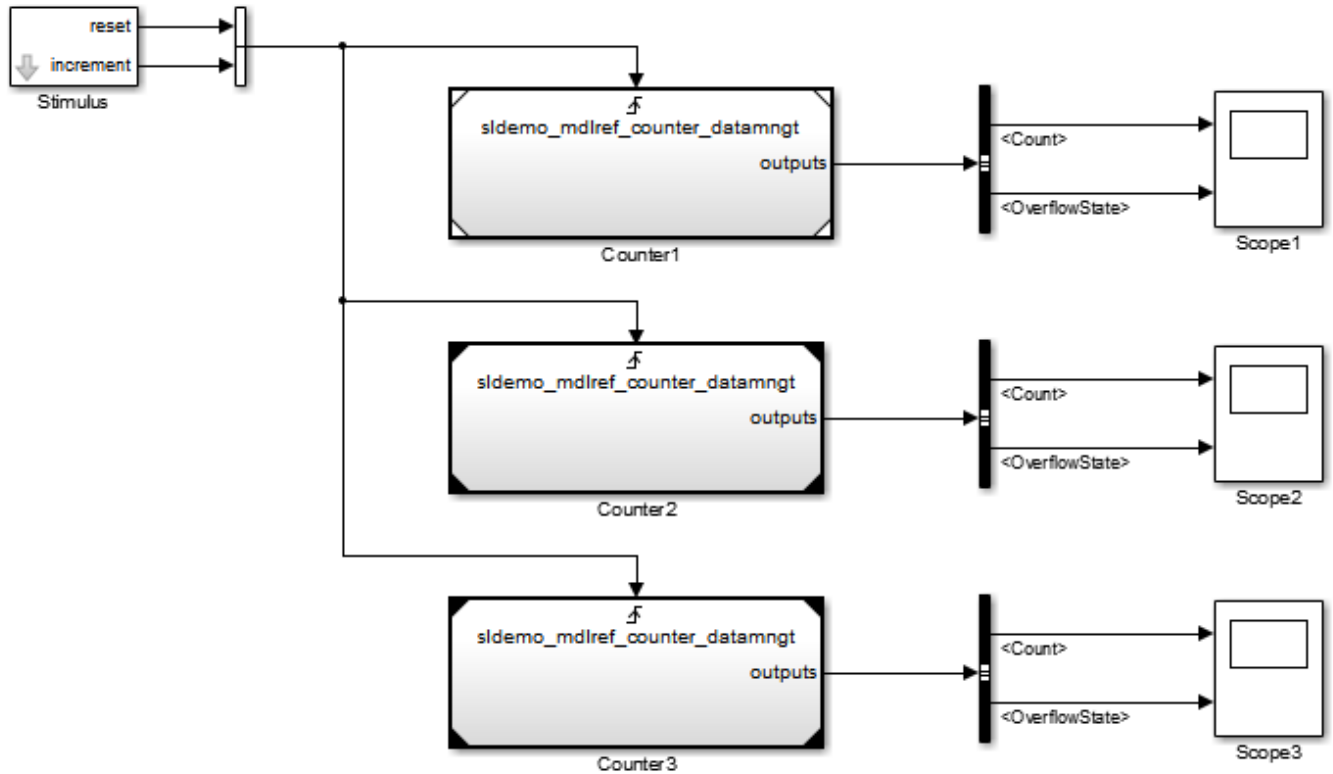 reset
increment
Stimulus
sldemo_mdlref_counter_datamngt
outputs
Counter1
<Count>
<OverflowState>
Scope1
sldemo_mdlref_counter_datamngt
outputs
Counter2
<Count>
<OverflowState>
Scope2
sldemo_mdlref_counter_datamngt
outputs
Counter3
<Count>
<OverflowState>
Scope3